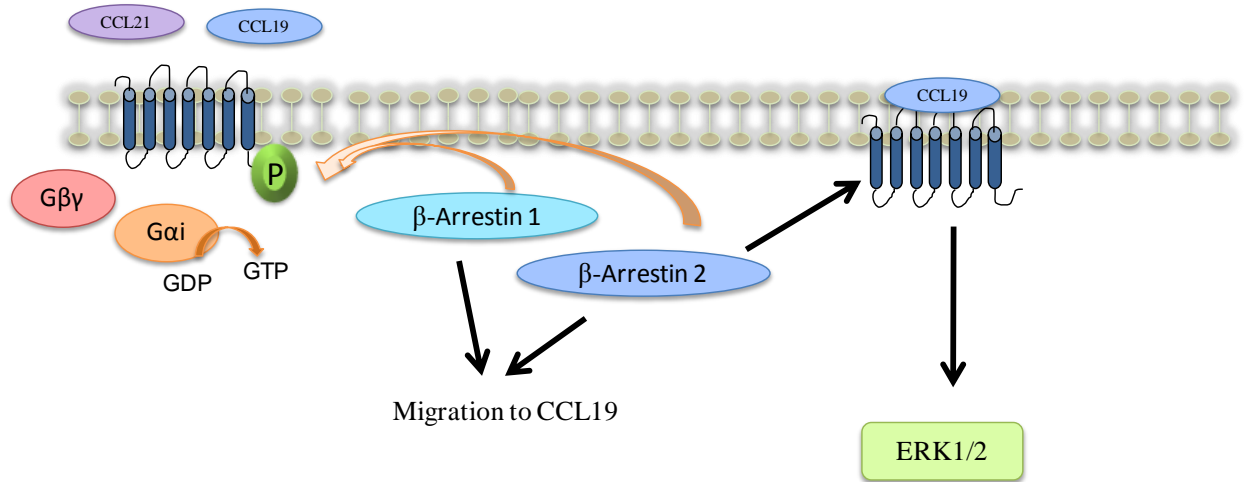 CCL21
CCL19
CCL19
P
Gβγ
Gαi
GDP
GTP
β-Arrestin 1
β-Arrestin 2
Migration to CCL19
ERK1/2